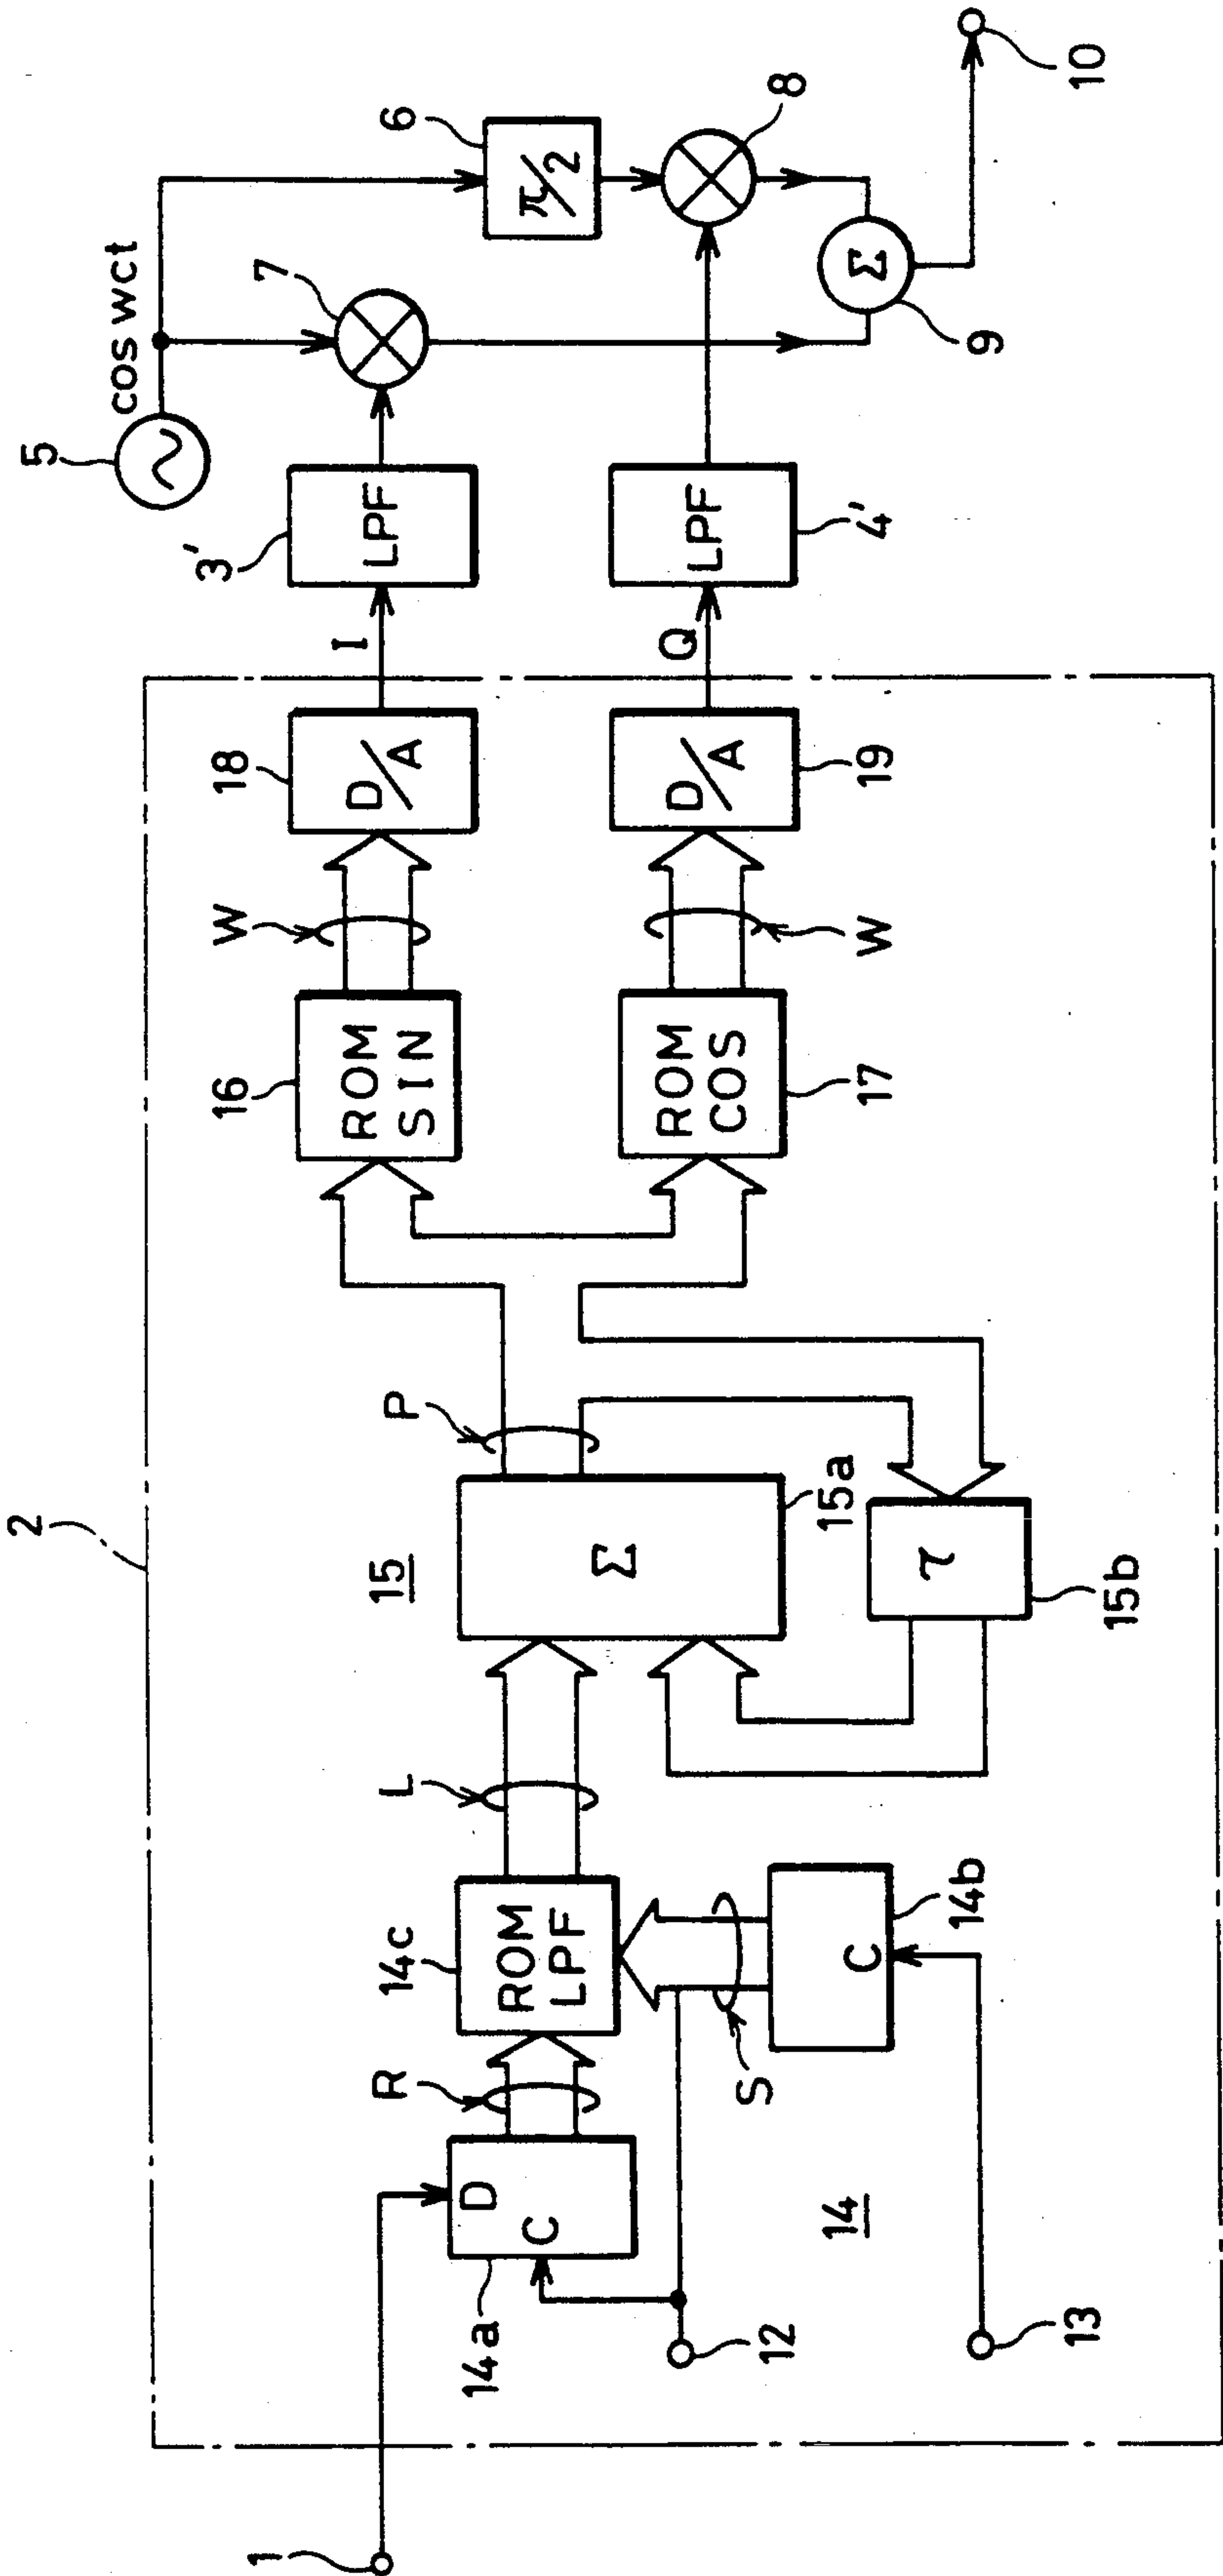 2
5
cos wct
6
π/2
7
8
3'
LPF
I
18
D/A
W
16
ROM
SIN
4'
LPF
Q
19
D/A
W
17
ROM
COS
9
Σ
10
P
15
Σ
15a
τ
15b
L
14c
ROM
LPF
R
D
C
14a
S
C
14b
14
12
13
1